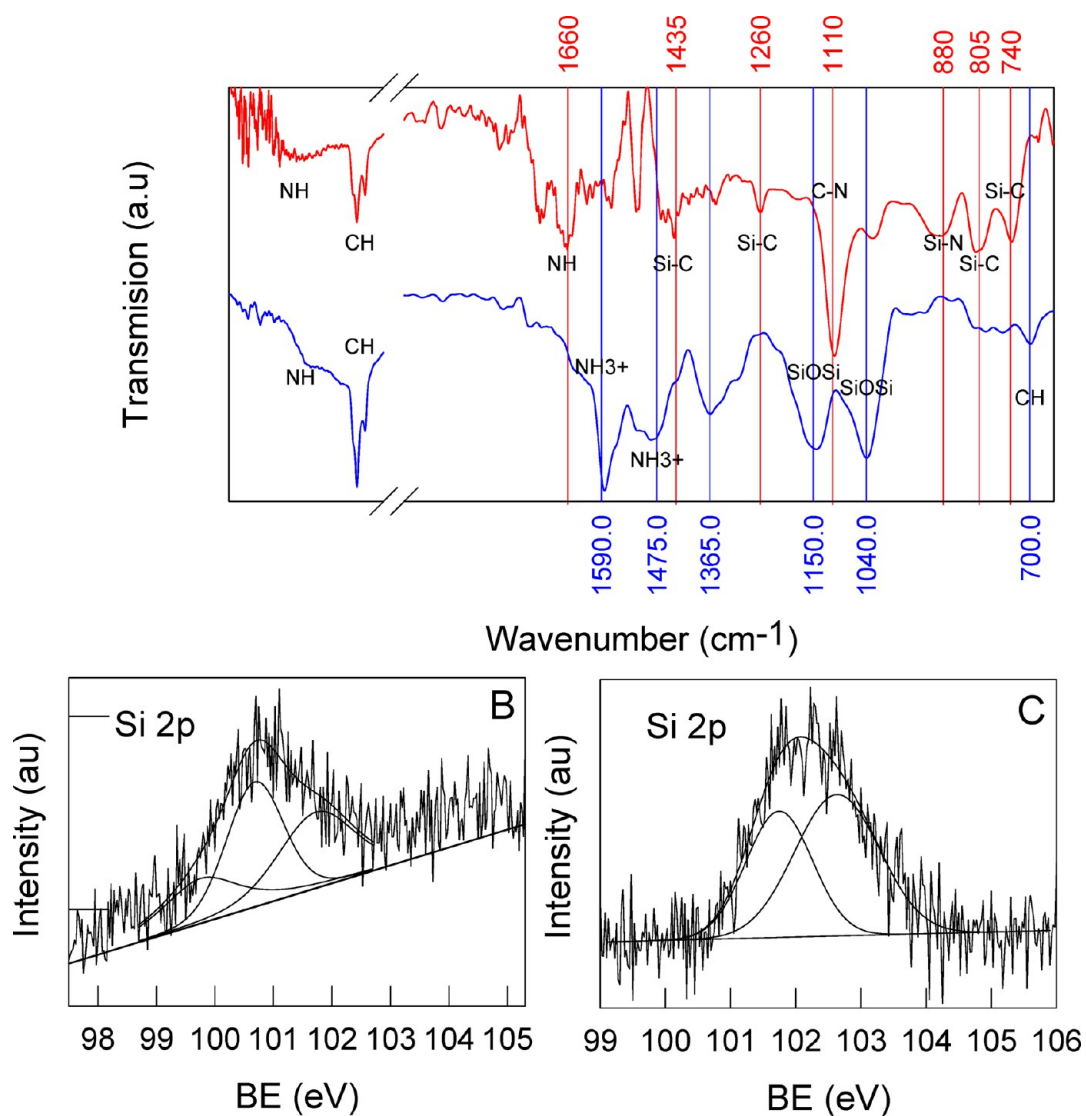 1660 1435 1260 1110 880 805 740
Transmision (a.u)
NH CH NH Si-C Si-C C-N Si-N Si-C Si-C
NH CH NH3+ NH3+ SiOSi SiOSi CH
1590.0 1475.0 1365.0 1150.0 1040.0 700.0
Wavenumber (cm-1)
Si 2p B
Intensity (au)
98 99 100 101 102 103 104 105
BE (eV)
Si 2p C
Intensity (au)
99 100 101 102 103 104 105 106
BE (eV)